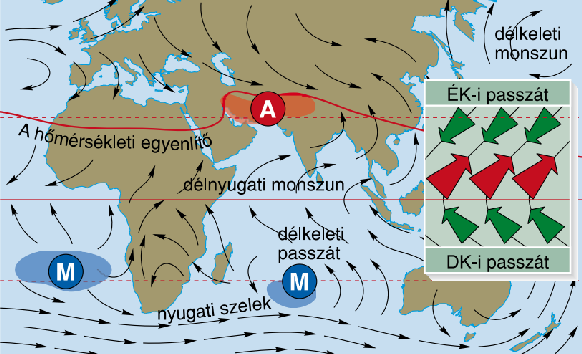 délkeleti
monszun
ÉK-i passzát
A
A hőmérsékleti egyenlítő
délnyugati monszun
délkeleti
passzát
DK-i passzát
M
M
nyugati szelek